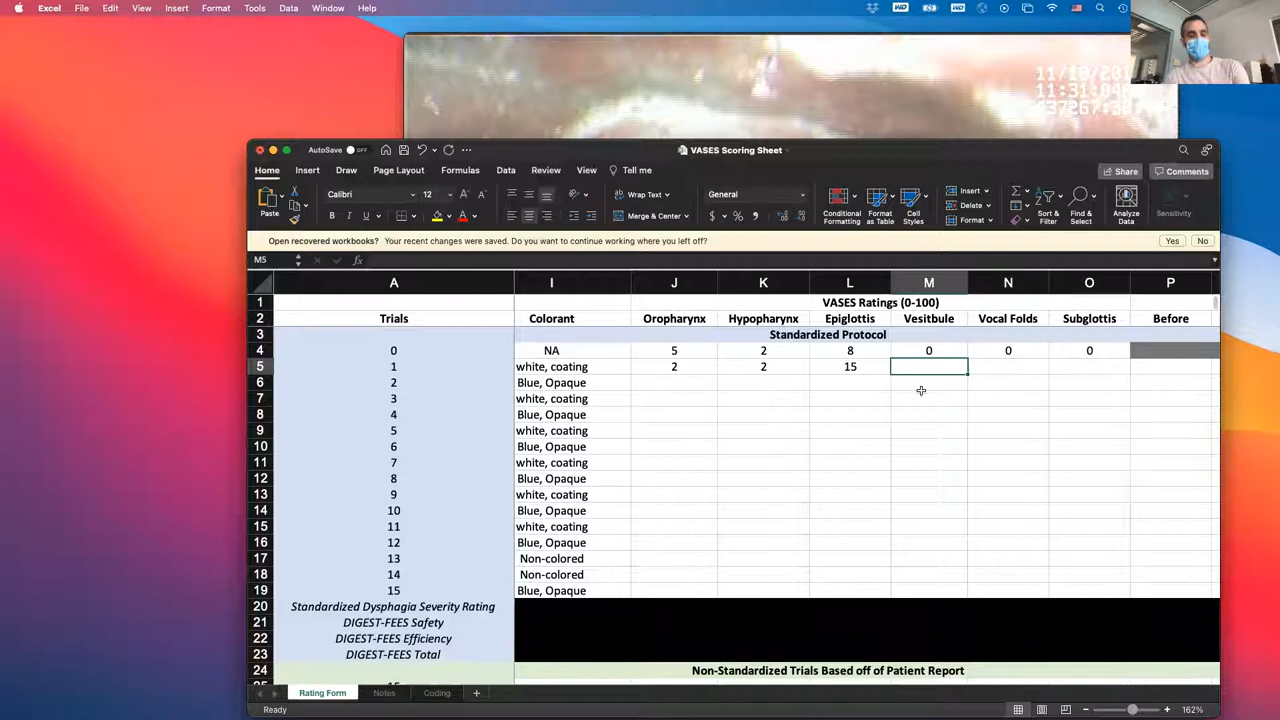 Excel File Edit View Insert Format Tools Data Window Help
11:31:04
AutoSave OFF VASES Scoring Sheet
Home Insert Draw Page Layout Formulas Data Review View Tell me Share Comments
Paste Calibri 12 Wrap Text General Conditional Formatting Format as Table Cell Styles Insert Sort & Filter Find & Select Analyze Data Sensitivity
B I U Merge & Center $ % Delete
Format
Open recovered workbooks? Your recent changes were saved. Do you want to continue working where you left off? Yes No
M5 fx
A I J K L M N O P
1 VASES Ratings (0-100)
2 Trials Colorant Oropharynx Hypopharynx Epiglottis Vesitbule Vocal Folds Subglottis Before
3 Standardized Protocol
4 0 NA 5 2 8 0 0 0
5 1 white, coating 2 2 15
6 2 Blue, Opaque
7 3 white, coating
8 4 Blue, Opaque
9 5 white, coating
10 6 Blue, Opaque
11 7 white, coating
12 8 Blue, Opaque
13 9 white, coating
14 10 Blue, Opaque
15 11 white, coating
16 12 Blue, Opaque
17 13 Non-colored
18 14 Non-colored
19 15 Blue, Opaque
20 Standardized Dysphagia Severity Rating
21 DIGEST-FEES Safety
22 DIGEST-FEES Efficiency
23 DIGEST-FEES Total
24 Non-Standardized Trials Based off of Patient Report
Rating Form Notes Coding +
Ready 162%